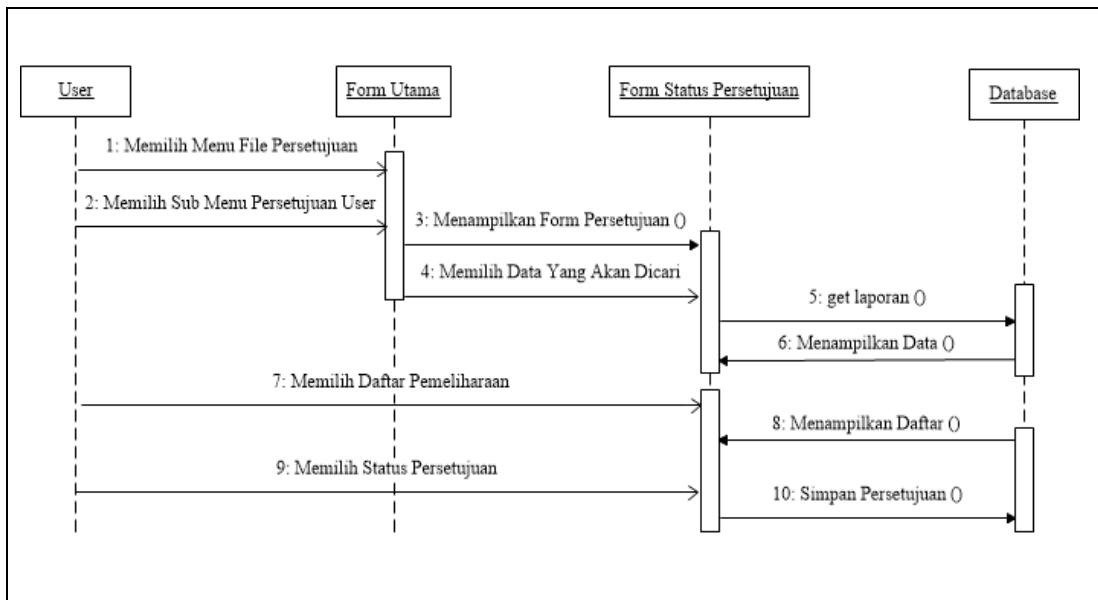 User
Form Utama
Form Status Persetujuan
Database
1: Memilih Menu File Persetujuan
2: Memilih Sub Menu Persetujuan User
3: Menampilkan Form Persetujuan ()
4: Memilih Data Yang Akan Dicari
5: get laporan ()
6: Menampilkan Data ()
7: Memilih Daftar Pemeliharaan
8: Menampilkan Daftar ()
9: Memilih Status Persetujuan
10: Simpan Persetujuan ()